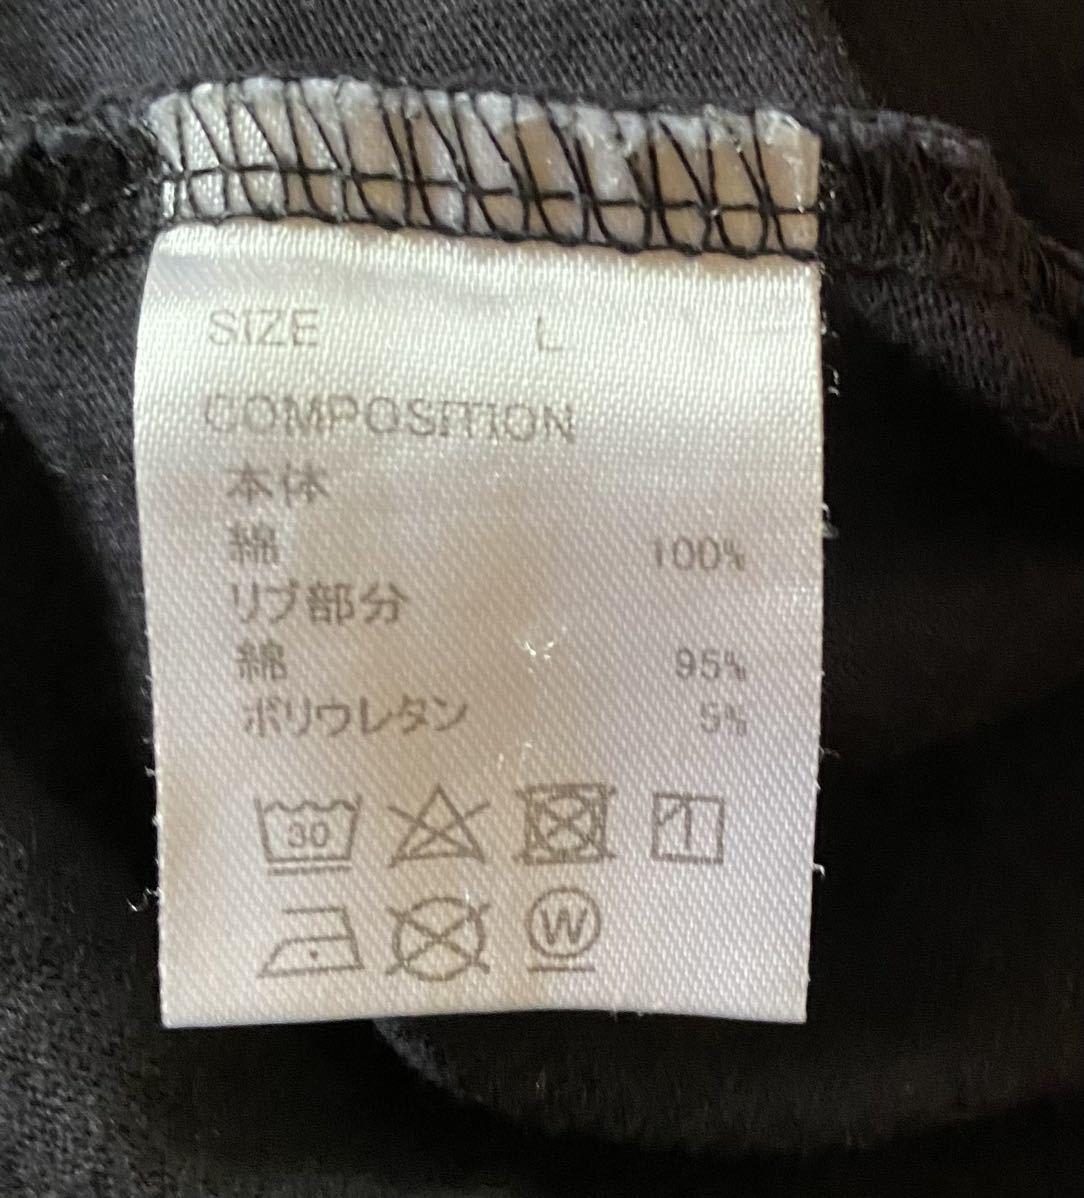 SIZE L
COMPOSITION
本体
綿 100%
リブ部分
綿 95%
ポリウレタン 5%
30
W